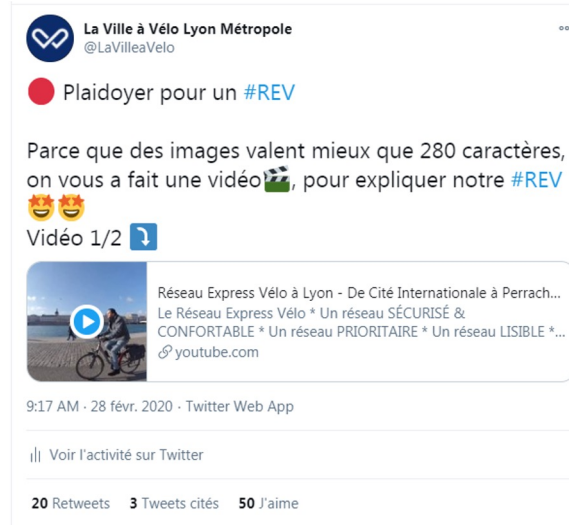 La Ville à Vélo Lyon Métropole
@LaVilleaVelo
🔴 Plaidoyer pour un #REV
Parce que des images valent mieux que 280 caractères,
on vous a fait une vidéo🎬, pour expliquer notre #REV
🤩🤩
Vidéo 1/2 ⤵️
Réseau Express Vélo à Lyon - De Cité Internationale à Perrach...
Le Réseau Express Vélo * Un réseau SÉCURISÉ &
CONFORTABLE * Un réseau PRIORITAIRE * Un réseau LISIBLE *...
youtube.com
9:17 AM · 28 févr. 2020 · Twitter Web App
Voir l'activité sur Twitter
20 Retweets 3 Tweets cités 50 J'aime